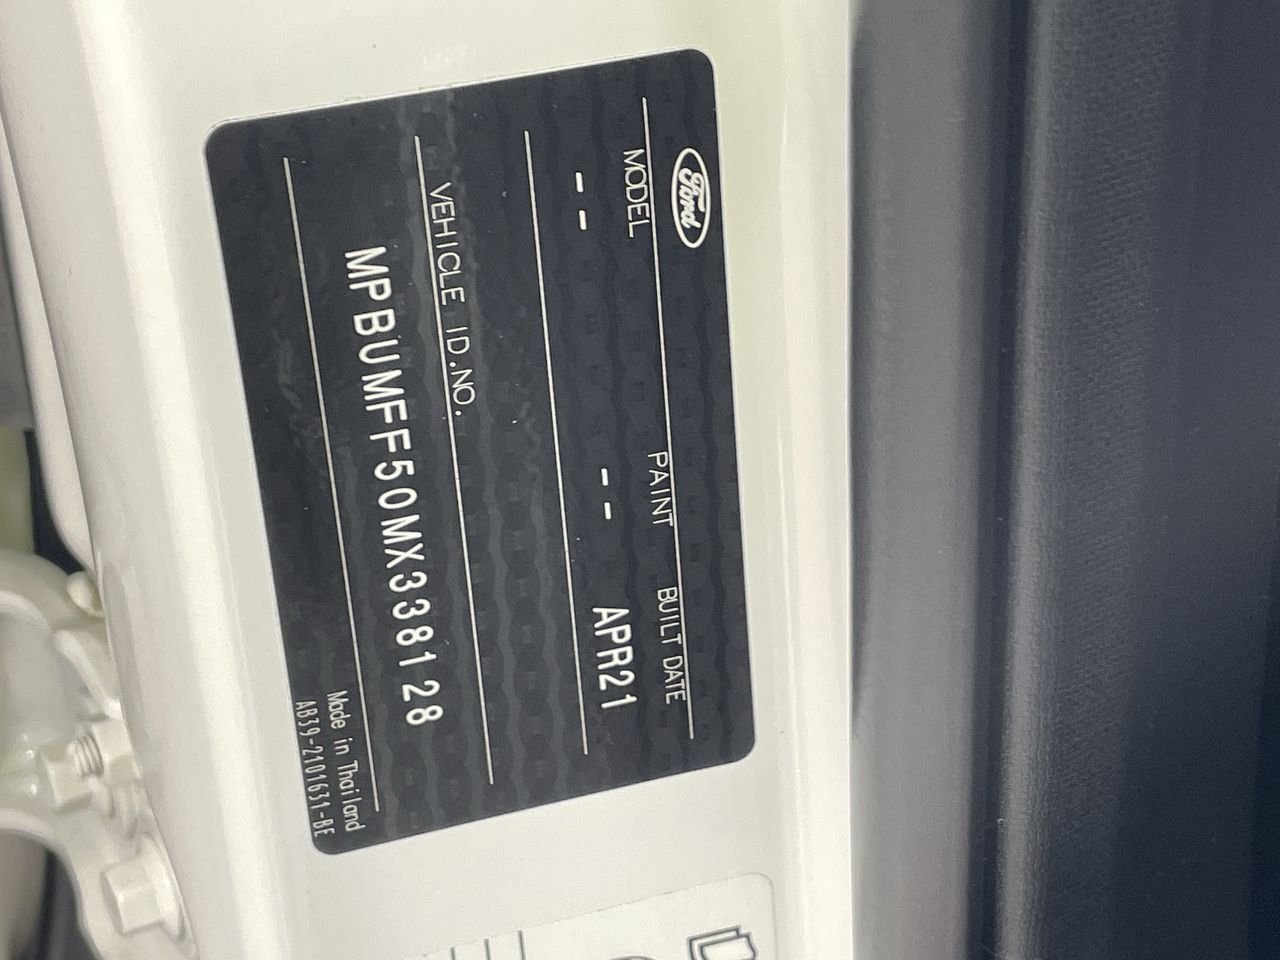 Ford
MODEL PAINT BUILT DATE
-- -- APR21
VEHICLE ID.NO.
MPBUMFF50MX338128
Made in Thailand
AB39-2101631-BE